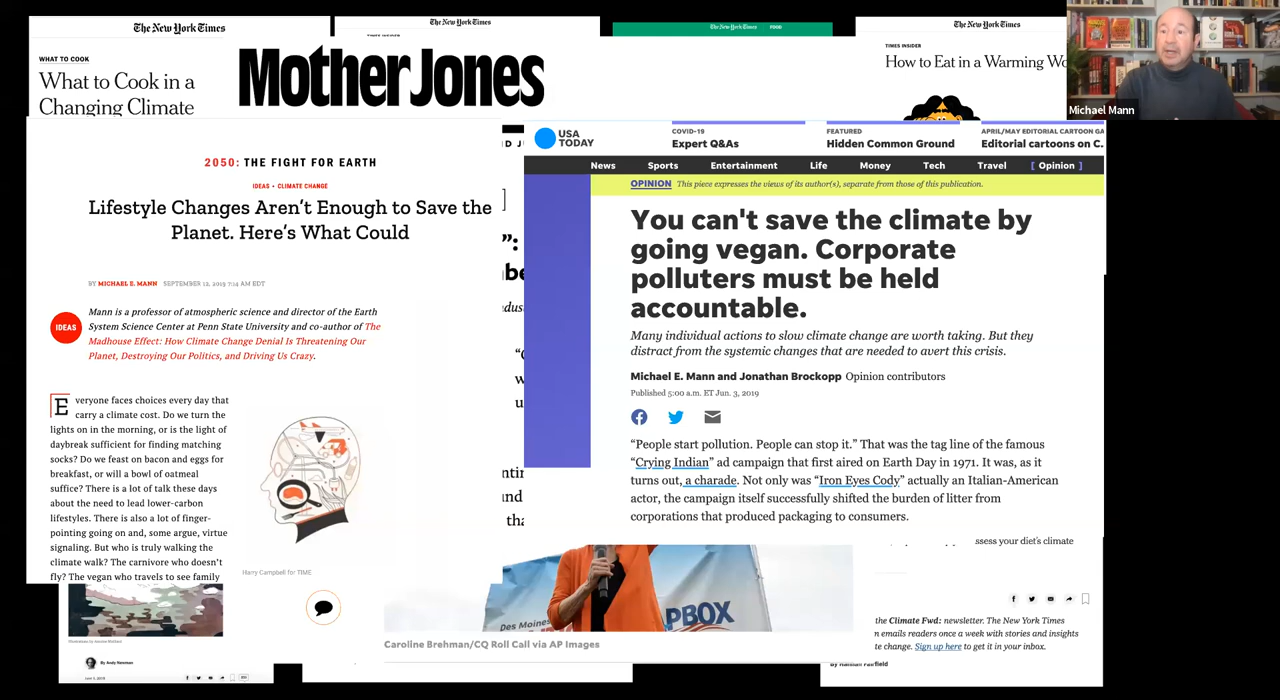 The New York Times
WHAT TO COOK
What to Cook in a
Changing Climate
The New York Times
Mother Jones
The New York Times
FOOD
The New York Times
TIMES INSIDER
How to Eat in a Warming Wo
Michael Mann
2050: THE FIGHT FOR EARTH
IDEAS • CLIMATE CHANGE
Lifestyle Changes Aren't Enough to Save the
Planet. Here's What Could
BY MICHAEL E. MANN SEPTEMBER 12, 2019 7:14 AM EDT
IDEAS
Mann is a professor of atmospheric science and director of the Earth
System Science Center at Penn State University and co-author of The
Madhouse Effect: How Climate Change Denial Is Threatening Our
Planet, Destroying Our Politics, and Driving Us Crazy.
Everyone faces choices every day that
carry a climate cost. Do we turn the
lights on in the morning, or is the light of
daybreak sufficient for finding matching
socks? Do we feast on bacon and eggs for
breakfast, or will a bowl of oatmeal
suffice? There is a lot of talk these days
about the need to lead lower-carbon
lifestyles. There is also a lot of finger-
pointing going on and, some argue, virtue
signaling. But who is truly walking the
climate walk? The carnivore who doesn't
fly? The vegan who travels to see family
Harry Campbell for TIME
By Andy Newman
USA
TODAY
COVID-19
Expert Q&As
FEATURED
Hidden Common Ground
APRIL/MAY EDITORIAL CARTOON GA
Editorial cartoons on C.
News Sports Entertainment Life Money Tech Travel [ Opinion ]
OPINION This piece expresses the views of its author(s), separate from those of this publication.
You can't save the climate by
going vegan. Corporate
polluters must be held
accountable.
Many individual actions to slow climate change are worth taking. But they
distract from the systemic changes that are needed to avert this crisis.
Michael E. Mann and Jonathan Brockopp Opinion contributors
Published 5:00 a.m. ET Jun. 3, 2019
"People start pollution. People can stop it." That was the tag line of the famous
"Crying Indian" ad campaign that first aired on Earth Day in 1971. It was, as it
turns out, a charade. Not only was "Iron Eyes Cody" actually an Italian-American
actor, the campaign itself successfully shifted the burden of litter from
corporations that produced packaging to consumers.
ssess your diet's climate
Des Moines
PBOX
Caroline Brehman/CQ Roll Call via AP Images
the Climate Fwd: newsletter. The New York Times
n emails readers once a week with stories and insights
te change. Sign up here to get it in your inbox.